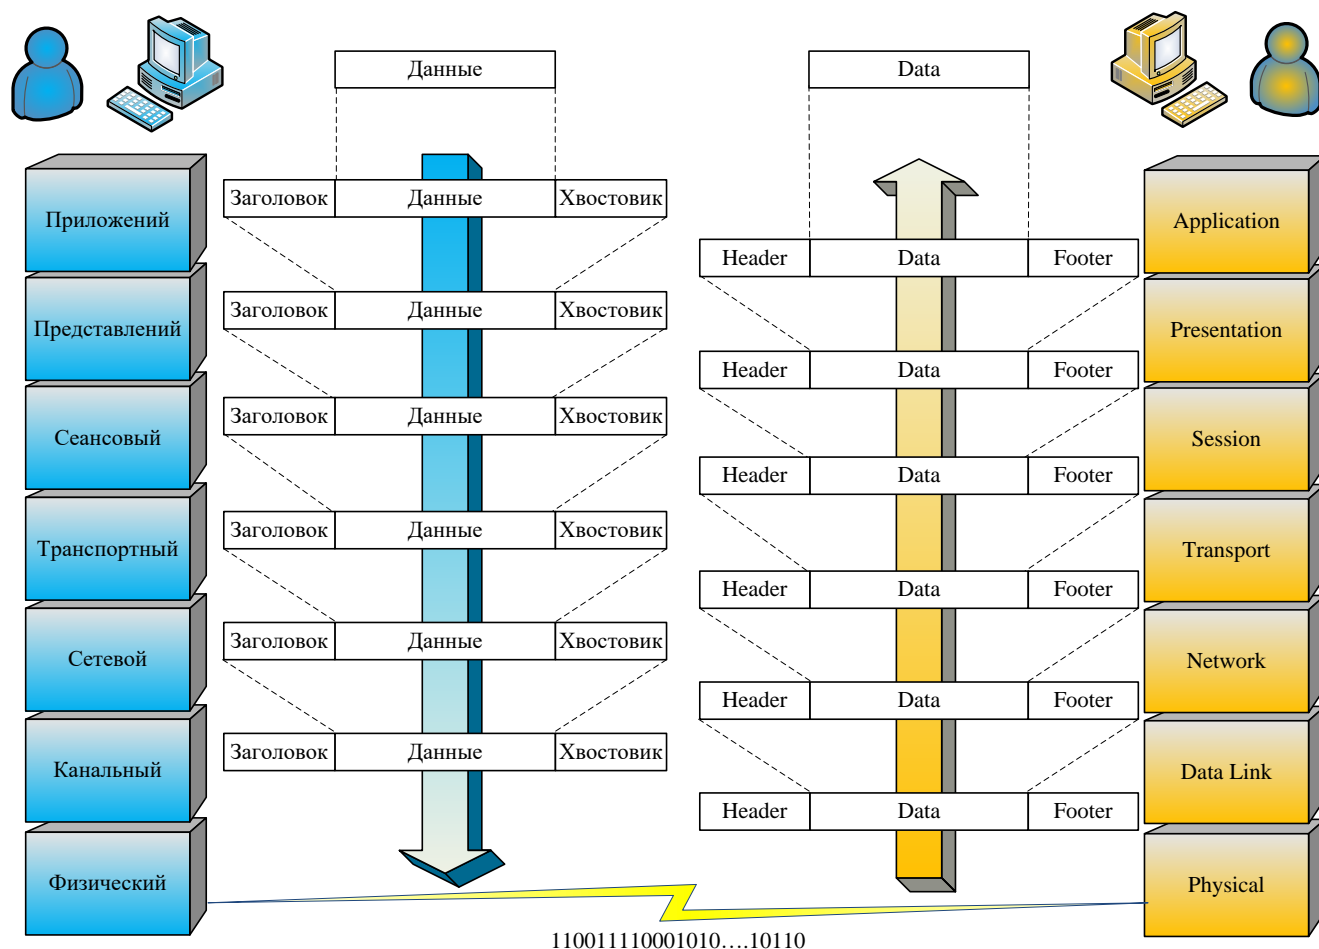 Данные
Data
Приложений
Заголовок Данные Хвостовик
Application
Header Data Footer
Представлений
Заголовок Данные Хвостовик
Presentation
Header Data Footer
Сеансовый
Заголовок Данные Хвостовик
Session
Header Data Footer
Транспортный
Заголовок Данные Хвостовик
Transport
Header Data Footer
Сетевой
Заголовок Данные Хвостовик
Network
Header Data Footer
Канальный
Заголовок Данные Хвостовик
Data Link
Header Data Footer
Физический
Physical
110011110001010….10110